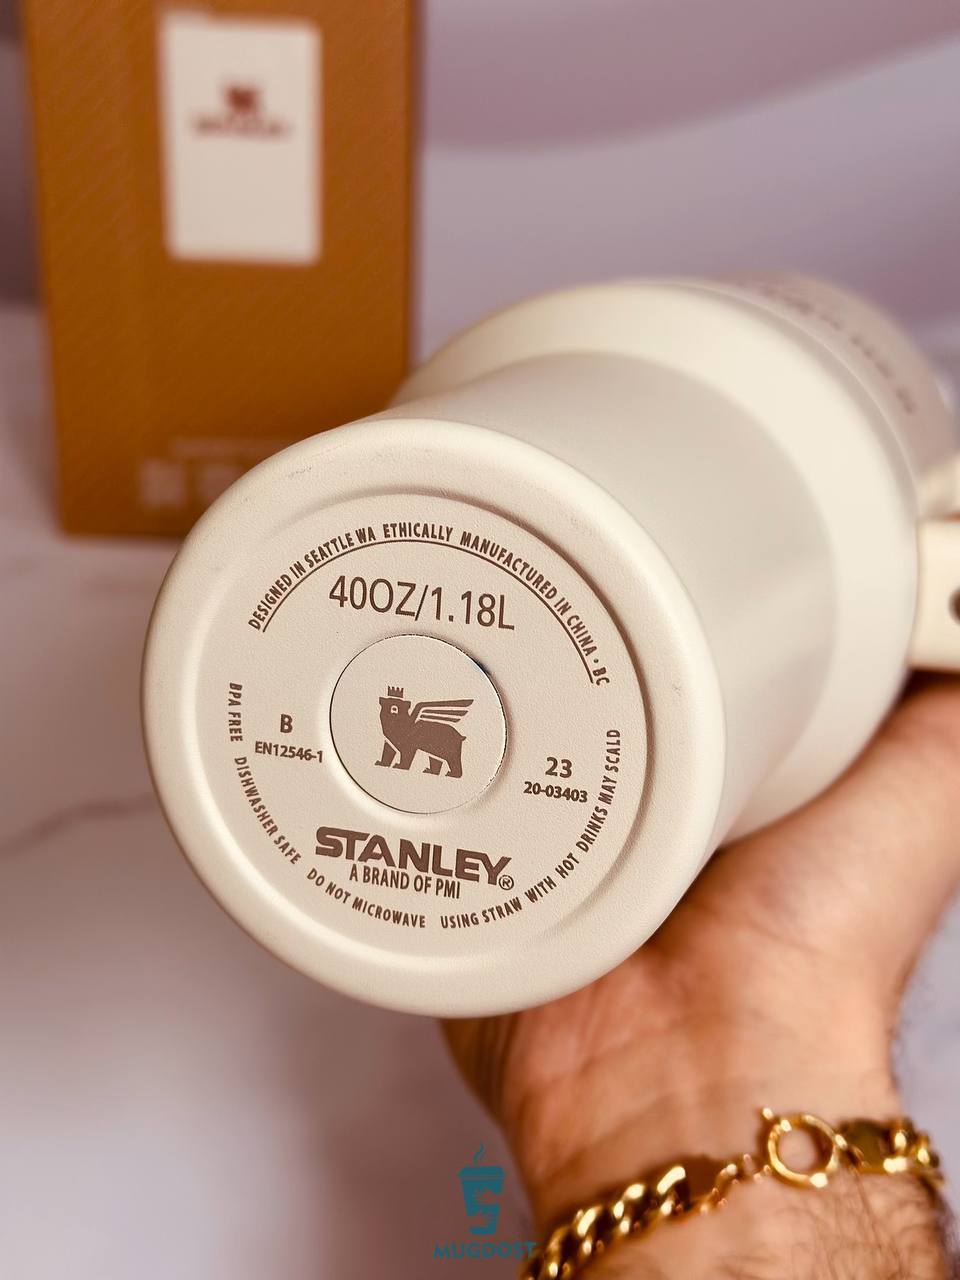 DESIGNED IN SEATTLE WA ETHICALLY MANUFACTURED IN CHINA • BC
40OZ/1.18L
B
EN12546-1
23
20-03403
STANLEY®
A BRAND OF PMI
BPA FREE DISHWASHER SAFE DO NOT MICROWAVE USING STRAW WITH HOT DRINKS MAY SCALD
MUGDOST